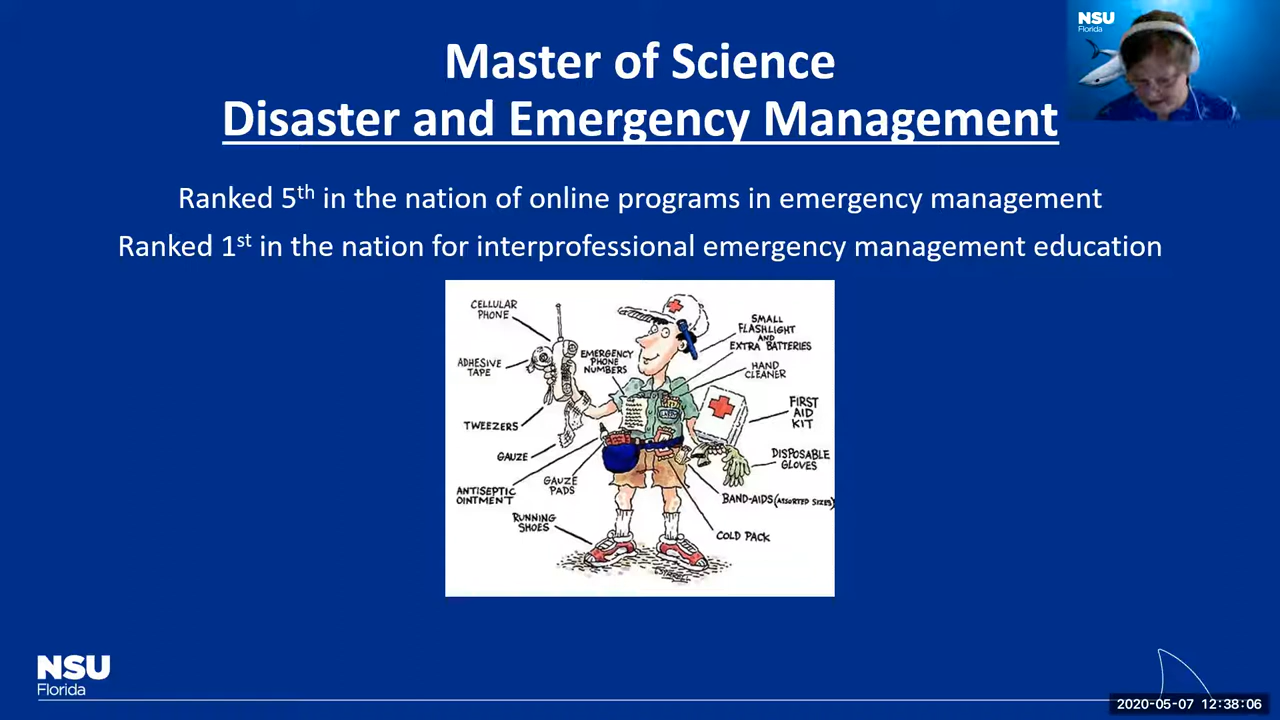 Master of Science
Disaster and Emergency Management
Ranked 5th in the nation of online programs in emergency management
Ranked 1st in the nation for interprofessional emergency management education
CELLULAR
PHONE
ADHESIVE
TAPE
TWEEZERS
GAUZE
ANTISEPTIC
OINTMENT
GAUZE
PADS
RUNNING
SHOES
EMERGENCY
PHONE
NUMBERS
SMALL
FLASHLIGHT
AND
EXTRA BATTERIES
HAND
CLEANER
FIRST
AID
KIT
DISPOSABLE
GLOVES
BAND-AIDS (ASSORTED SIZES)
COLD PACK
NSU
Florida
NSU
Florida
2020-05-07 12:38:06